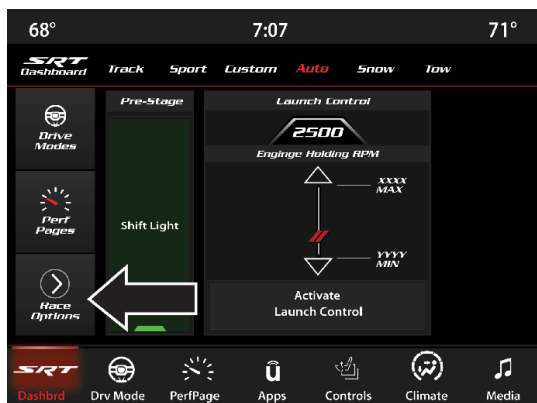 68°
7:07
71°
SRT
Dashboard
Track
Sport
Custom
Auto
Snow
Tow
Drive
Modes
Perf
Pages
Race
Options
Pre-Stage
Shift Light
Launch Control
2500
Enginge Holding RPM
XXXX
MAX
YYYY
MIN
Activate
Launch Control
SRT
Dashbrd
Drv Mode
PerfPage
û
Apps
Controls
Climate
Media